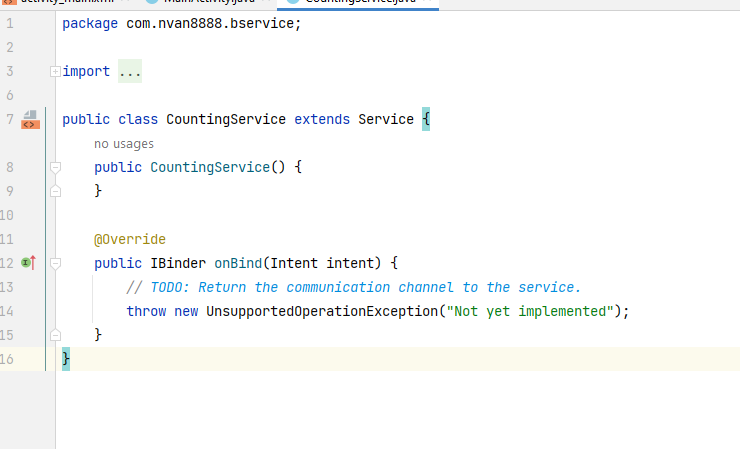 activity_main.xml MainActivity.java CountingService.java
1 package com.nvan8888.bservice;
2
3 import ...
6
7 public class CountingService extends Service {
no usages
8 public CountingService() {
9 }
10
11 @Override
12 public IBinder onBind(Intent intent) {
13 // TODO: Return the communication channel to the service.
14 throw new UnsupportedOperationException("Not yet implemented");
15 }
16 }